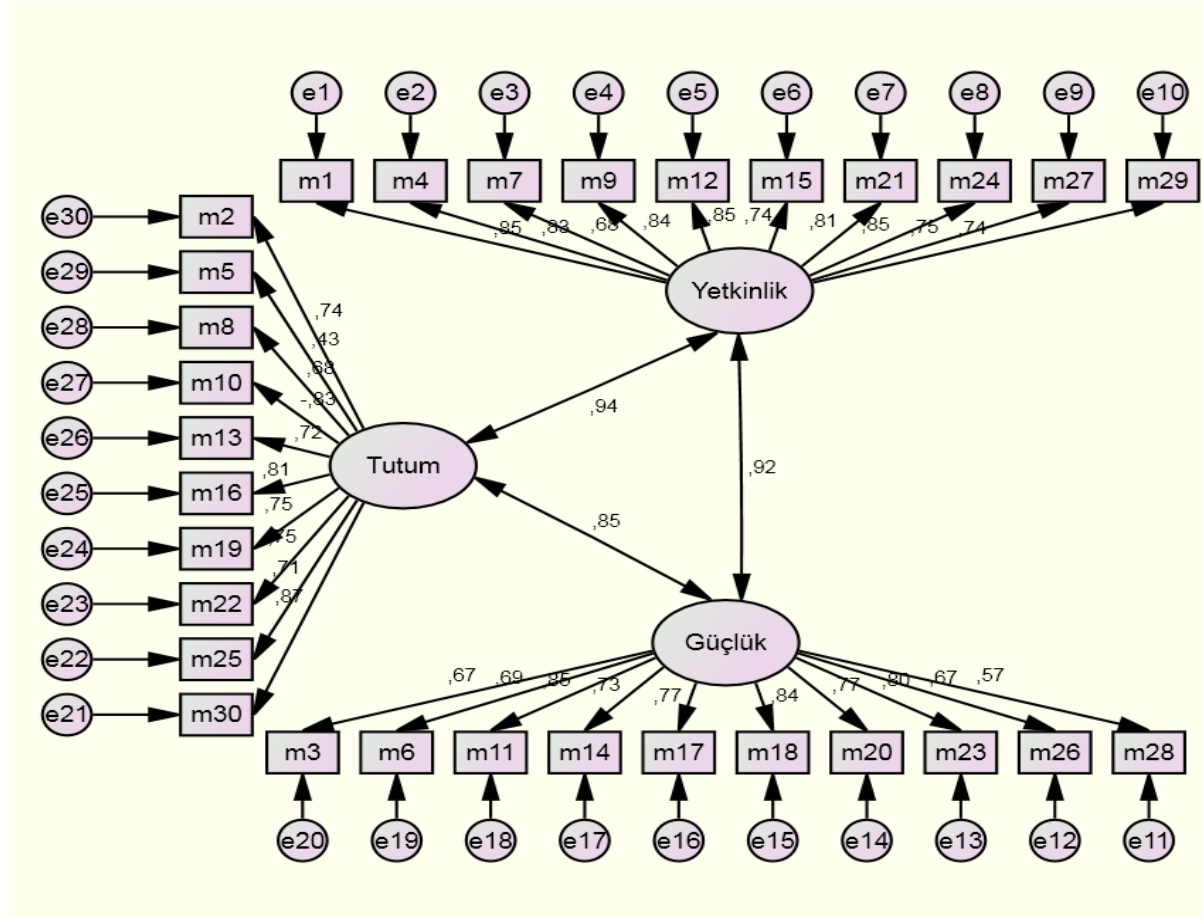 e1 e2 e3 e4 e5 e6 e7 e8 e9 e10
m1 m4 m7 m9 m12 m15 m21 m24 m27 m29
,85 ,83 ,68 ,84 ,85 ,74 ,81 ,85 ,75 ,74
Yetkinlik
e30 m2
e29 m5
e28 m8
e27 m10
e26 m13
e25 m16
e24 m19
e23 m22
e22 m25
e21 m30
,74
,43
,68
-,83
,72
,81
,75
,75
,71
,87
Tutum
,94
,92
,85
Güçlük
,67 ,69 ,85 ,73 ,77 ,84 ,77 ,80 ,67 ,57
m3 m6 m11 m14 m17 m18 m20 m23 m26 m28
e20 e19 e18 e17 e16 e15 e14 e13 e12 e11